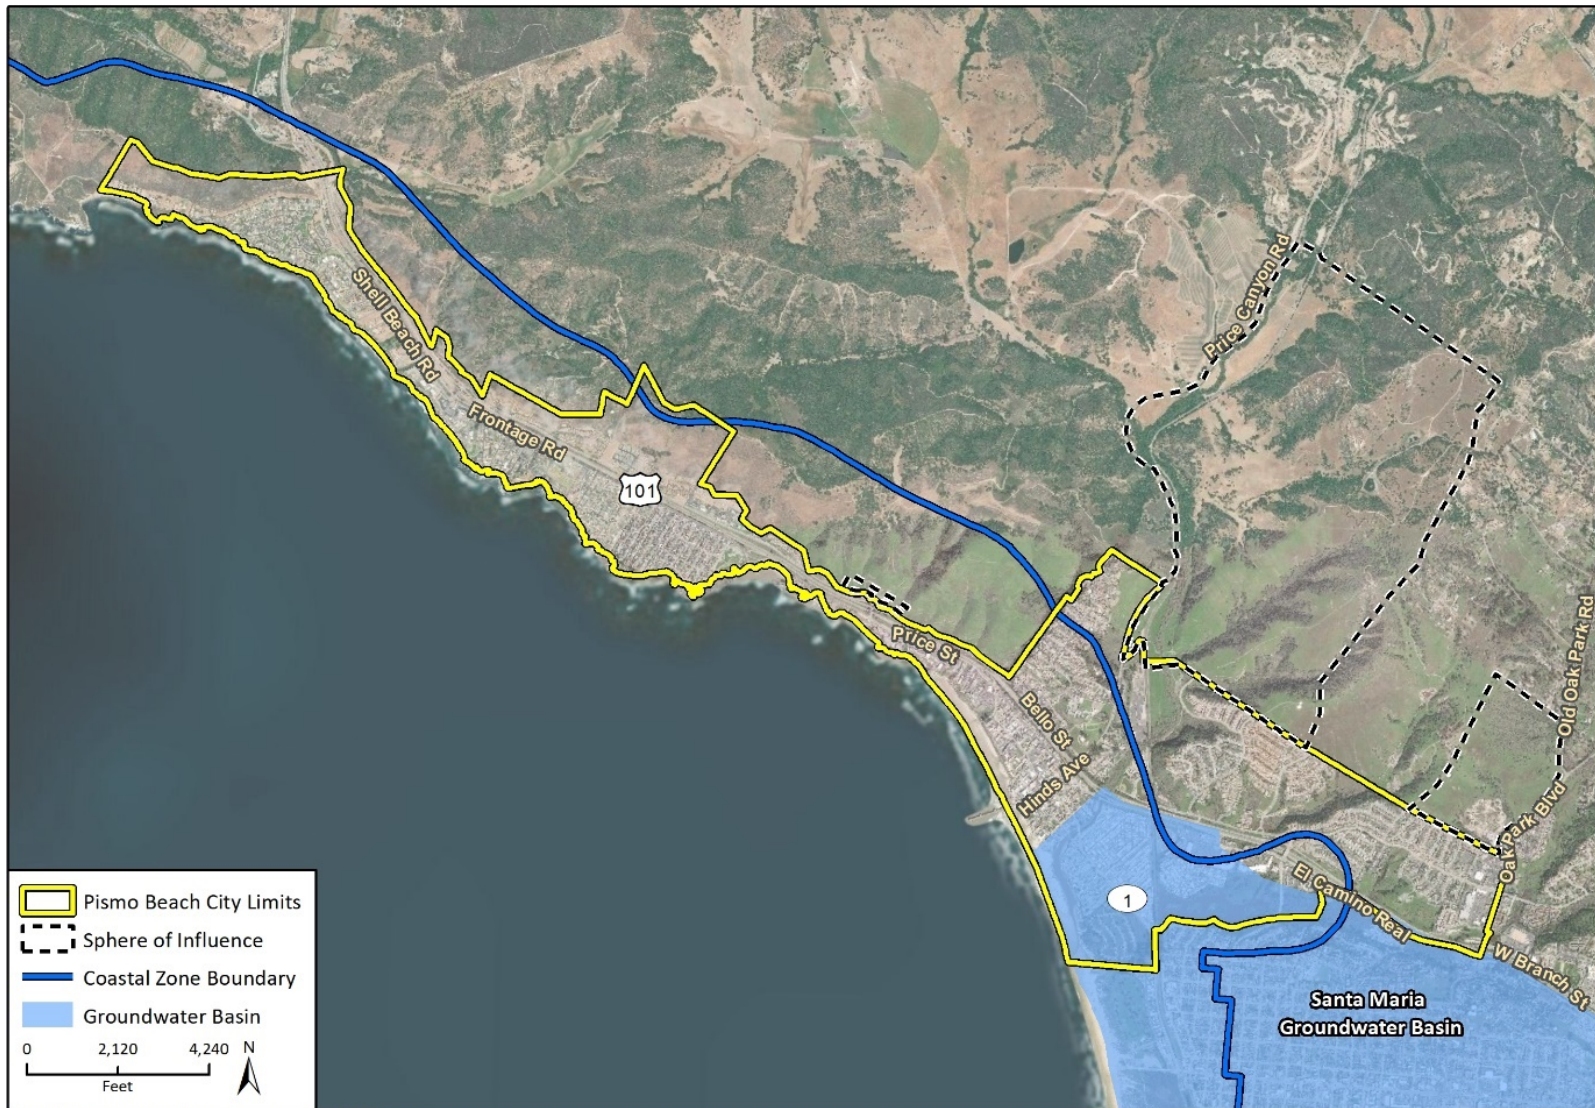 Price Canyon Rd
Shell Beach Rd
Frontage Rd
101
Price St
Bello St
Hinds Ave
Old Oak Park Rd
Oak Park Blvd
El Camino Real
1
W Branch St
Santa Maria
Groundwater Basin
Pismo Beach City Limits
Sphere of Influence
Coastal Zone Boundary
Groundwater Basin
0 2,120 4,240
Feet
N